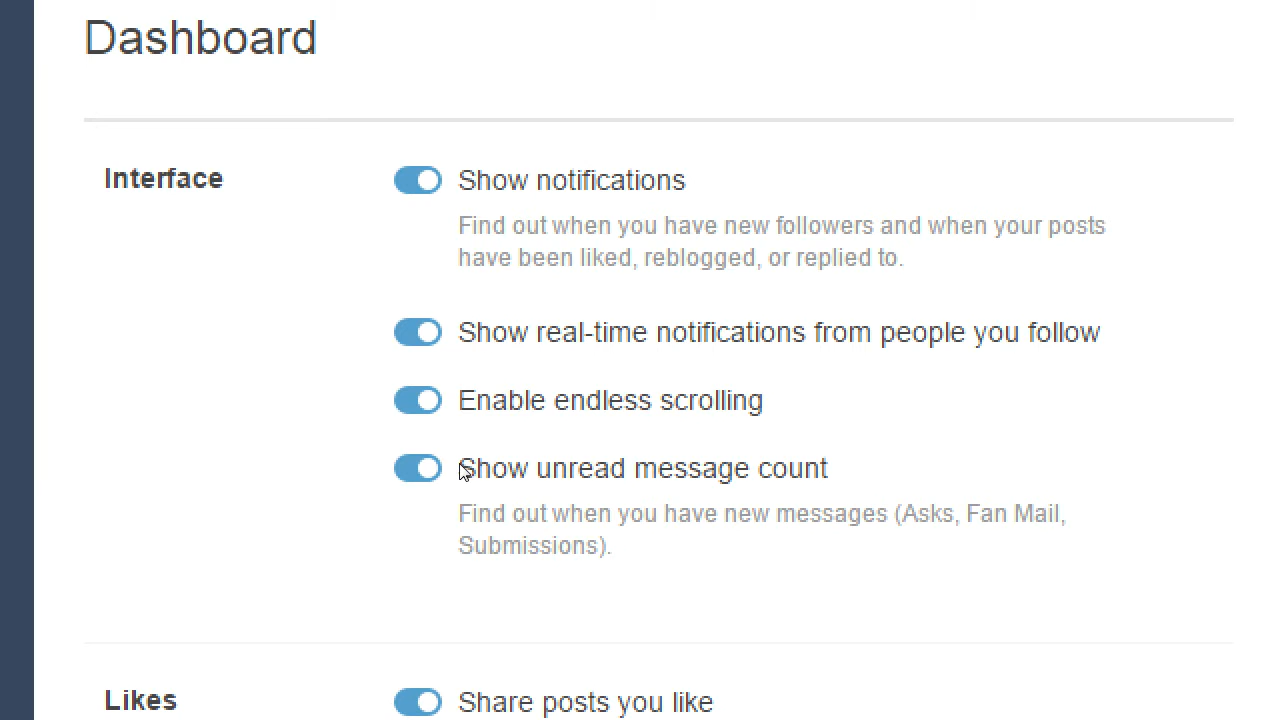 Dashboard
Interface
Show notifications
Find out when you have new followers and when your posts
have been liked, reblogged, or replied to.
Show real-time notifications from people you follow
Enable endless scrolling
Show unread message count
Find out when you have new messages (Asks, Fan Mail,
Submissions).
Likes
Share posts you like